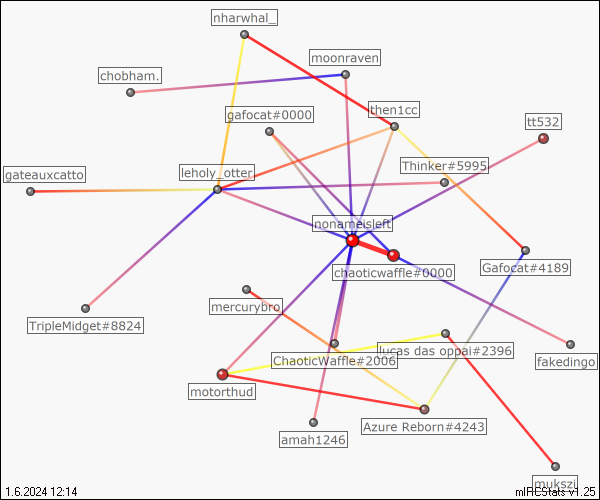 nharwhal_
moonraven
chobham.
gafocat#0000
then1cc
tt532
Thinker#5995
gateauxcatto
leholy_otter
nonameisleft
chaoticwaffle#0000
Gafocat#4189
mercurybro
TripleMidget#8824
lucas das oppai#2396
ChaoticWaffle#2006
fakedingo
motorthud
Azure Reborn#4243
amah1246
mukszi
1.6.2024 12:14
mIRCStats v1.25